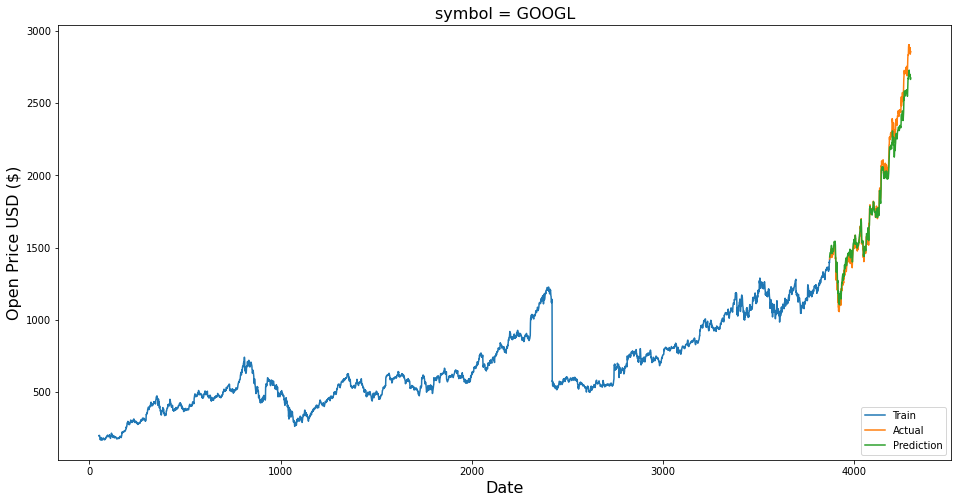 symbol = GOOGL
Open Price USD ($)
3000
2500
2000
1500
1000
500
0
1000
2000
3000
4000
Date
Train
Actual
Prediction